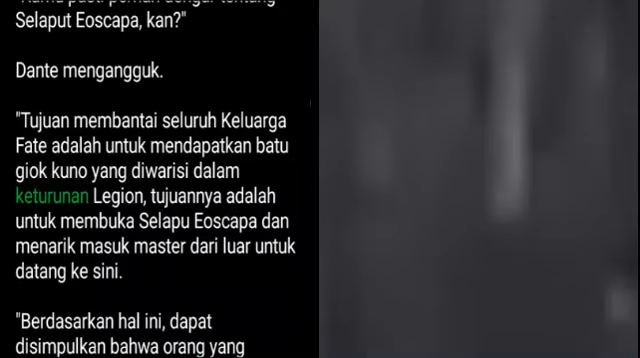 Selaput Eoscapa, kan?"
Dante mengangguk.
"Tujuan membantai seluruh Keluarga
Fate adalah untuk mendapatkan batu
giok kuno yang diwarisi dalam
keturunan Legion, tujuannya adalah
untuk membuka Selapu Eoscapa dan
menarik masuk master dari luar untuk
datang ke sini.
"Berdasarkan hal ini, dapat
disimpulkan bahwa orang yang